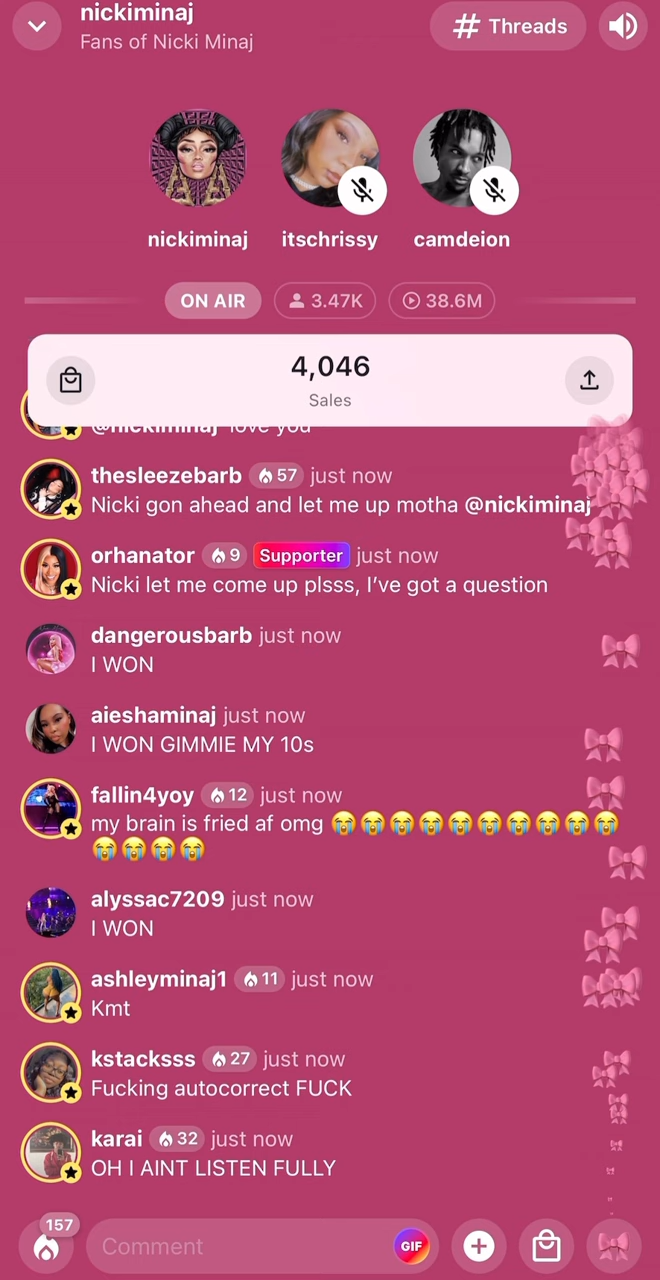 nickiminaj
Fans of Nicki Minaj
# Threads
nickiminaj
itschrissy
camdeion
ON AIR
3.47K
38.6M
4,046
Sales
@nickiminaj love you
thesleezebarb 57 just now
Nicki gon ahead and let me up motha @nickiminaj
orhanator 9 Supporter just now
Nicki let me come up plsss, I’ve got a question
dangerousbarb just now
I WON
aieshaminaj just now
I WON GIMMIE MY 10s
fallin4yoy 12 just now
my brain is fried af omg 😭😭😭😭😭😭😭😭😭😭
😭😭😭😭
alyssac7209 just now
I WON
ashleyminaj1 11 just now
Kmt
kstacksss 27 just now
Fucking autocorrect FUCK
karai 32 just now
OH I AINT LISTEN FULLY
157
Comment
GIF